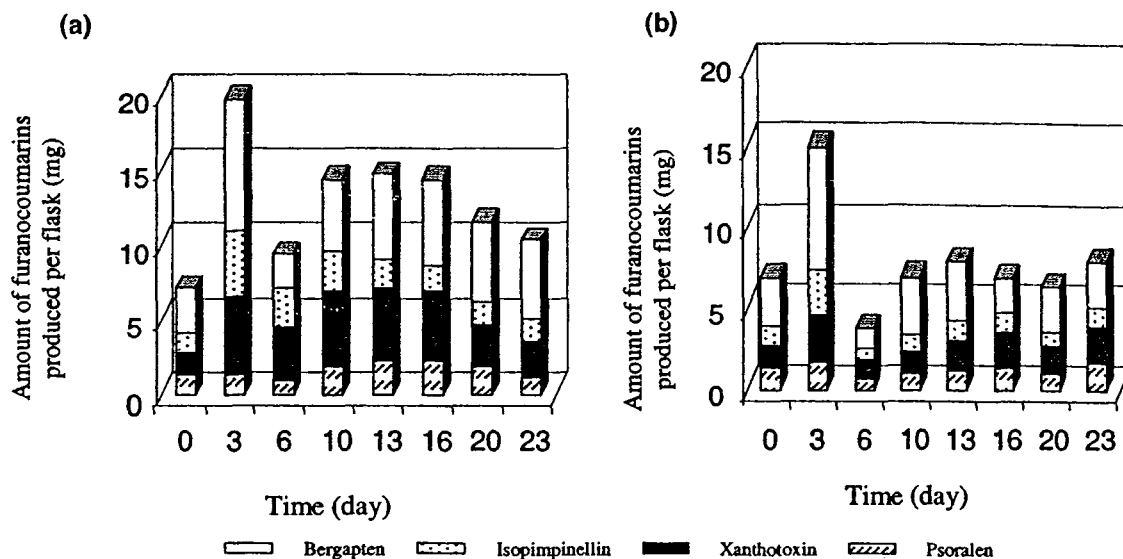 (a)
Amount of furanocoumarins
produced per flask (mg)
20
15
10
5
0
0 3 6 10 13 16 20 23
Time (day)
(b)
Amount of furanocoumarins
produced per flask (mg)
20
15
10
5
0
0 3 6 10 13 16 20 23
Time (day)
Bergapten Isopimpinellin Xanthotoxin Psoralen